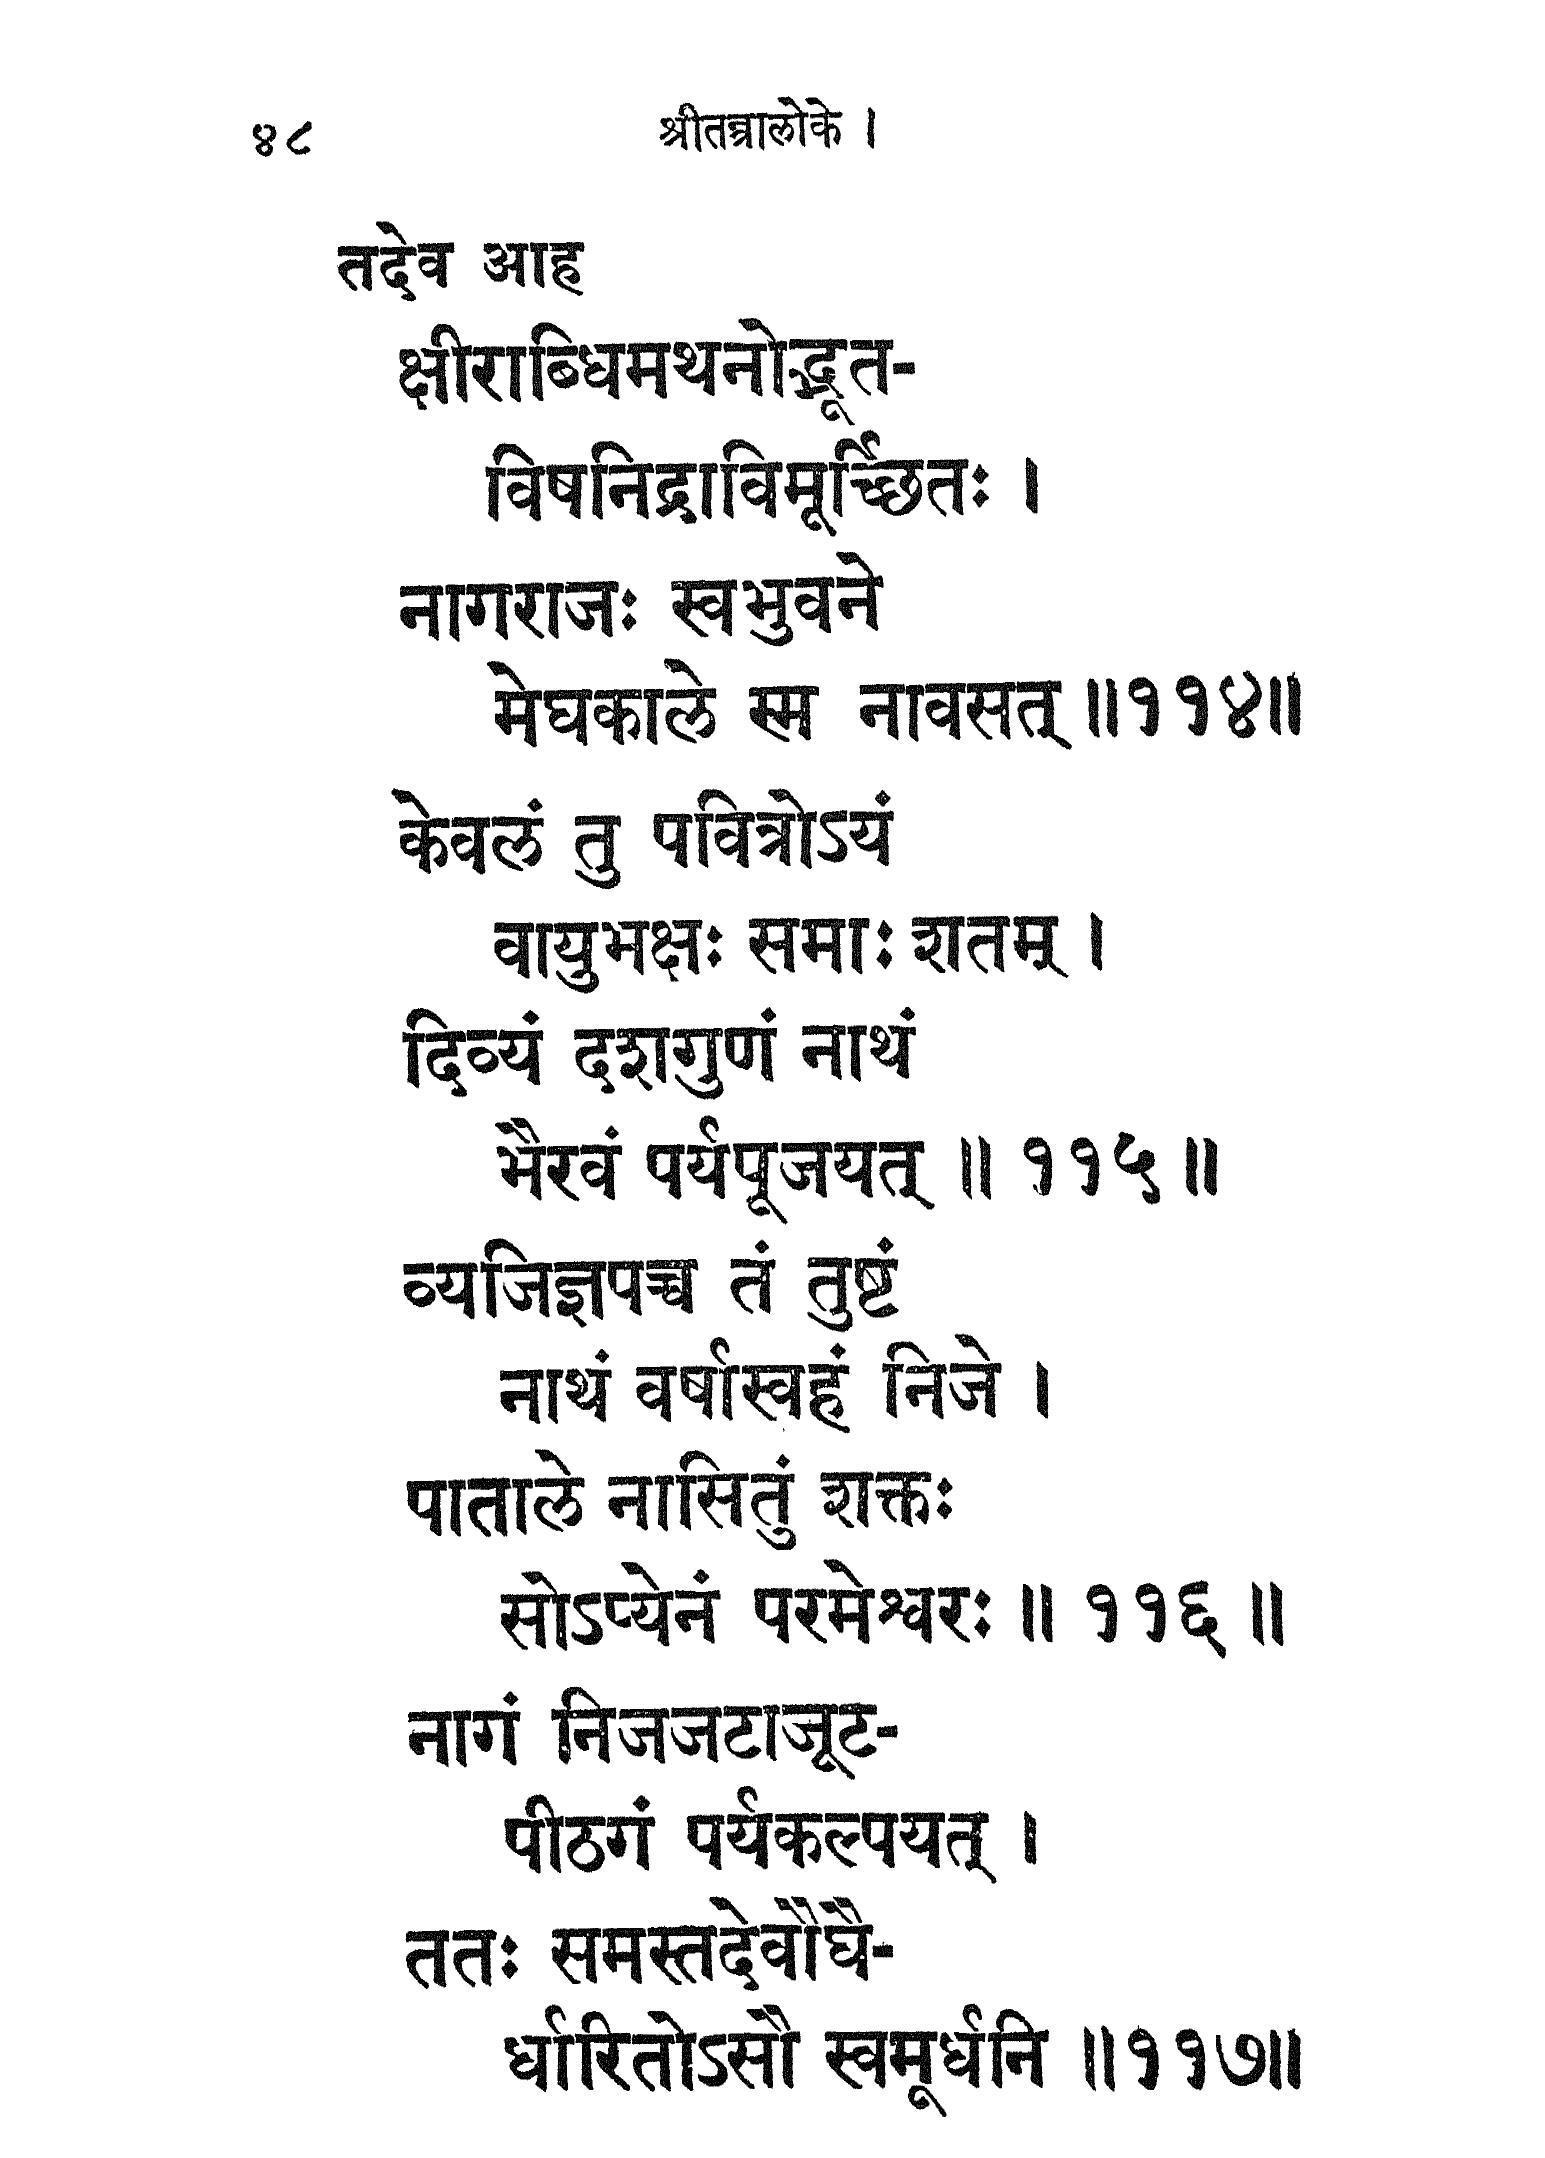 ४८ श्रीतन्त्रालोके ।
तदेव आह
क्षीराब्धिमथनोद्भूत-
विषनिद्राविमूर्च्छितः ।
नागराजः स्वभुवने
मेघकाले स्म नावसत् ॥११४॥
केवलं तु पवित्रोऽयं
वायुभक्षः समाः शतम् ।
दिव्यं दशगुणं नाथं
भैरवं पर्यपूजयत् ॥ ११५ ॥
व्यजिज्ञपच्च तं तुष्टं
नाथं वर्षास्वहं निजे ।
पाताले नासितुं शक्तः
सोऽप्येनं परमेश्वरः ॥ ११६ ॥
नागं निजजटाजूट-
पीठगं पर्यकल्पयत् ।
ततः समस्तदेवौघै-
र्धारितोऽसौ स्वमूर्धनि ॥११७॥